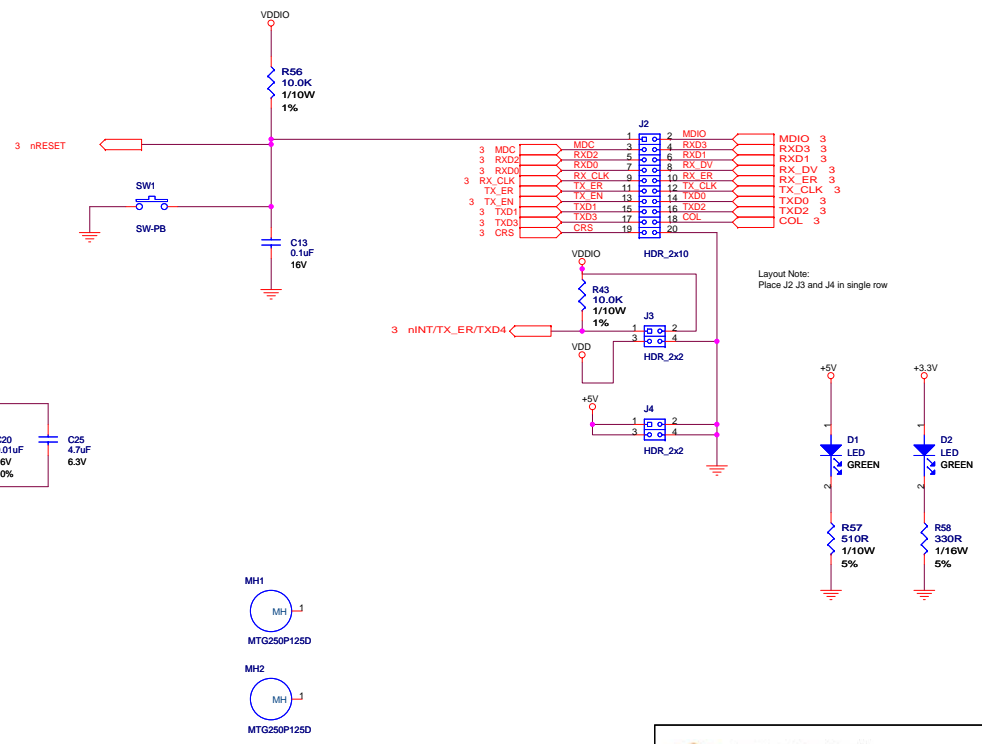 VDDIO
R56
10.0K
1/10W
1%
3 nRESET
SW1
SW-PB
C13
0.1uF
16V
J2
1 2 MDIO MDIO 3
3 MDC MDC 3 4 RXD3 RXD3 3
3 RXD2 RXD2 5 6 RXD1 RXD1 3
3 RXD0 RXD0 7 8 RX_DV RX_DV 3
3 RX_CLK RX_CLK 9 10 RX_ER RX_ER 3
TX_ER TX_ER 11 12 TX_CLK TX_CLK 3
3 TX_EN TX_EN 13 14 TXD0 TXD0 3
3 TXD1 TXD1 15 16 TXD2 TXD2 3
3 TXD3 TXD3 17 18 COL COL 3
3 CRS CRS 19 20
HDR_2x10
VDDIO
R43
10.0K
1/10W
1%
Layout Note:
Place J2 J3 and J4 in single row
3 nINT/TX_ER/TXD4
J3
1 2
3 4
HDR_2x2
VDD
+5V
J4
1 2
3 4
HDR_2x2
+5V
1
D1
LED
GREEN
2
R57
510R
1/10W
5%
+3.3V
1
D2
LED
GREEN
2
R58
330R
1/16W
5%
C25
4.7uF
6.3V
MH1
MH 1
MTG250P125D
MH2
MH 1
MTG250P125D